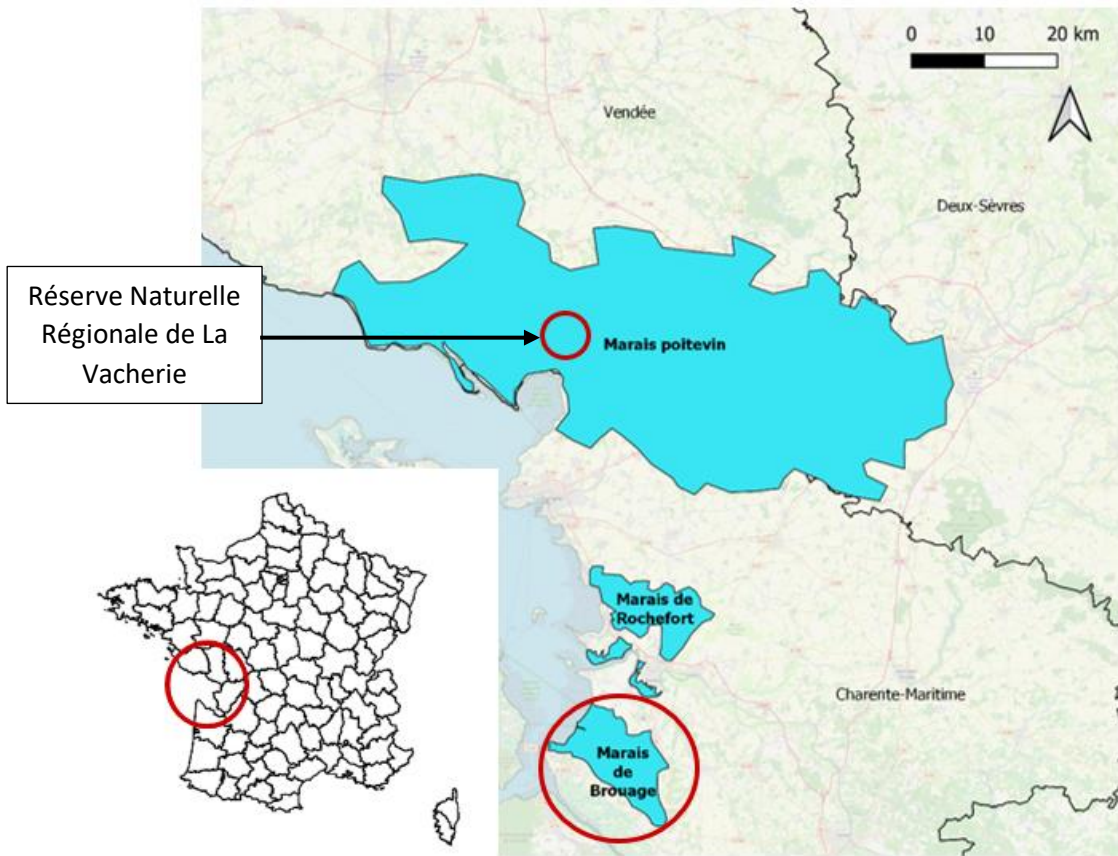 0 10 20 km
Vendée
Deux-Sèvres
Réserve Naturelle
Régionale de La
Vacherie
Marais poitevin
Marais de
Rochefort
Charente-Maritime
Marais
de
Brouage